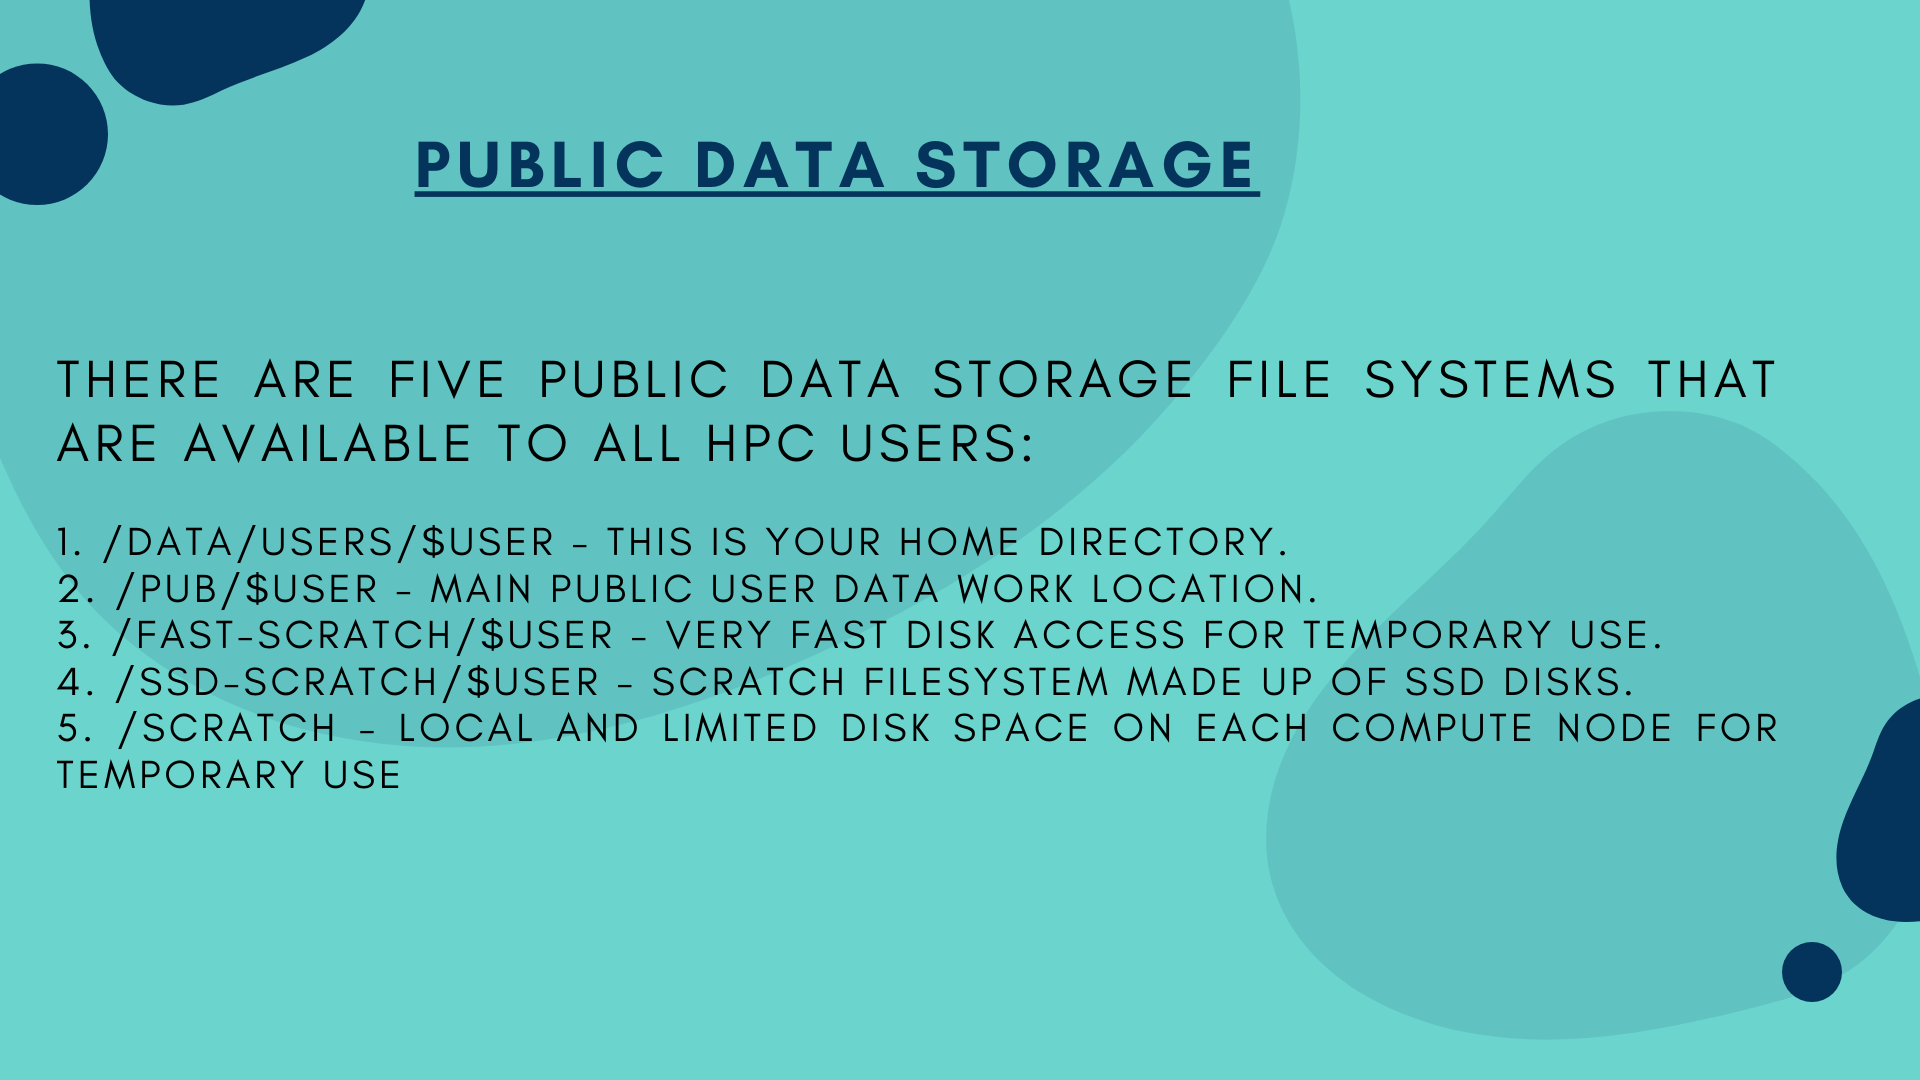 PUBLIC DATA STORAGE
THERE ARE FIVE PUBLIC DATA STORAGE FILE SYSTEMS THAT
ARE AVAILABLE TO ALL HPC USERS:
1. /DATA/USERS/$USER – THIS IS YOUR HOME DIRECTORY.
2. /PUB/$USER – MAIN PUBLIC USER DATA WORK LOCATION.
3. /FAST-SCRATCH/$USER – VERY FAST DISK ACCESS FOR TEMPORARY USE.
4. /SSD-SCRATCH/$USER – SCRATCH FILESYSTEM MADE UP OF SSD DISKS.
5. /SCRATCH – LOCAL AND LIMITED DISK SPACE ON EACH COMPUTE NODE FOR
TEMPORARY USE